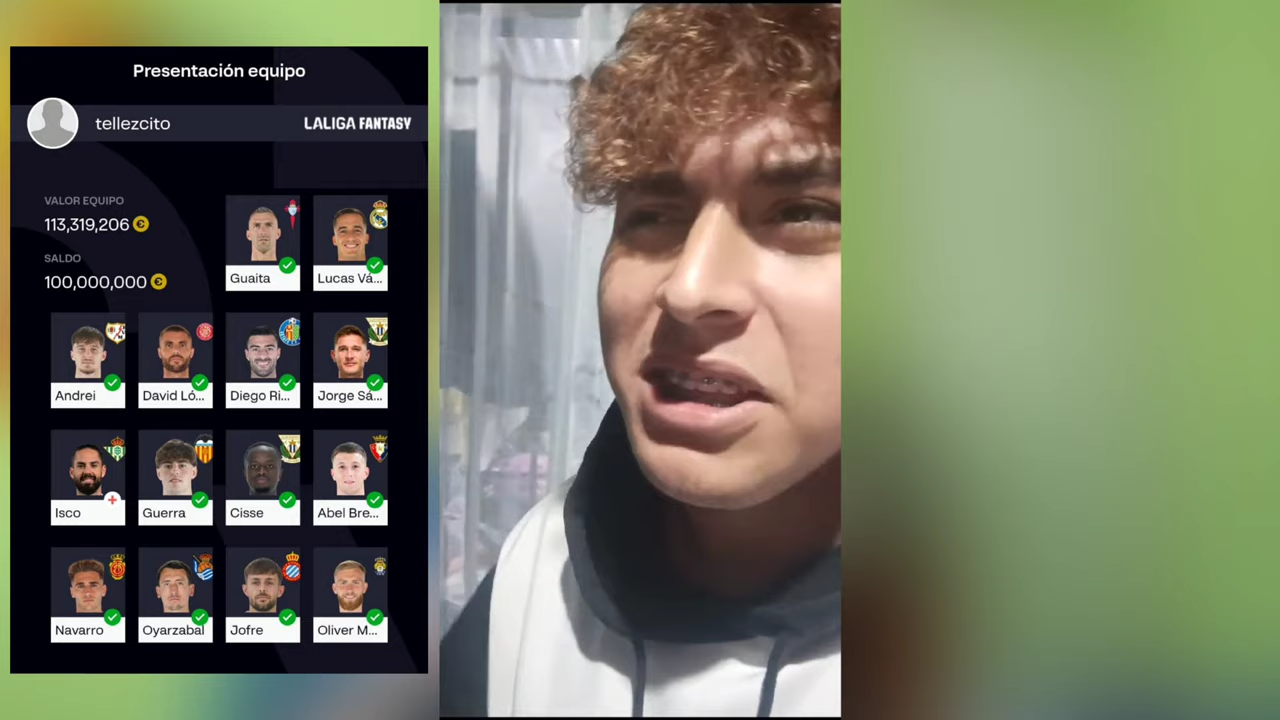 Presentación equipo
tellezcito
LALIGA FANTASY
VALOR EQUIPO
113,319,206
SALDO
100,000,000
Guaita
Lucas Vá...
Andrei
David Ló...
Diego Ri...
Jorge Sá...
Isco
Guerra
Cisse
Abel Bre...
Navarro
Oyarzabal
Jofre
Oliver M...